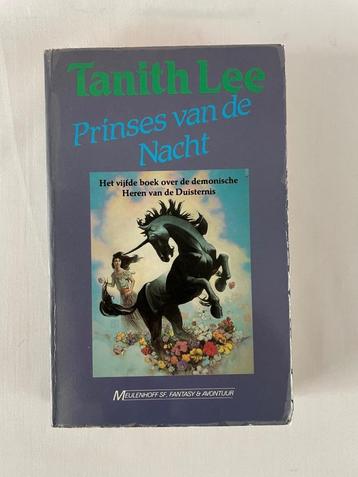 Tanith Lee
Prinses van de
Nacht
Het vijfde boek over de demonische
Heren van de Duisternis
MEULENHOFF SF, FANTASY & AVONTUUR